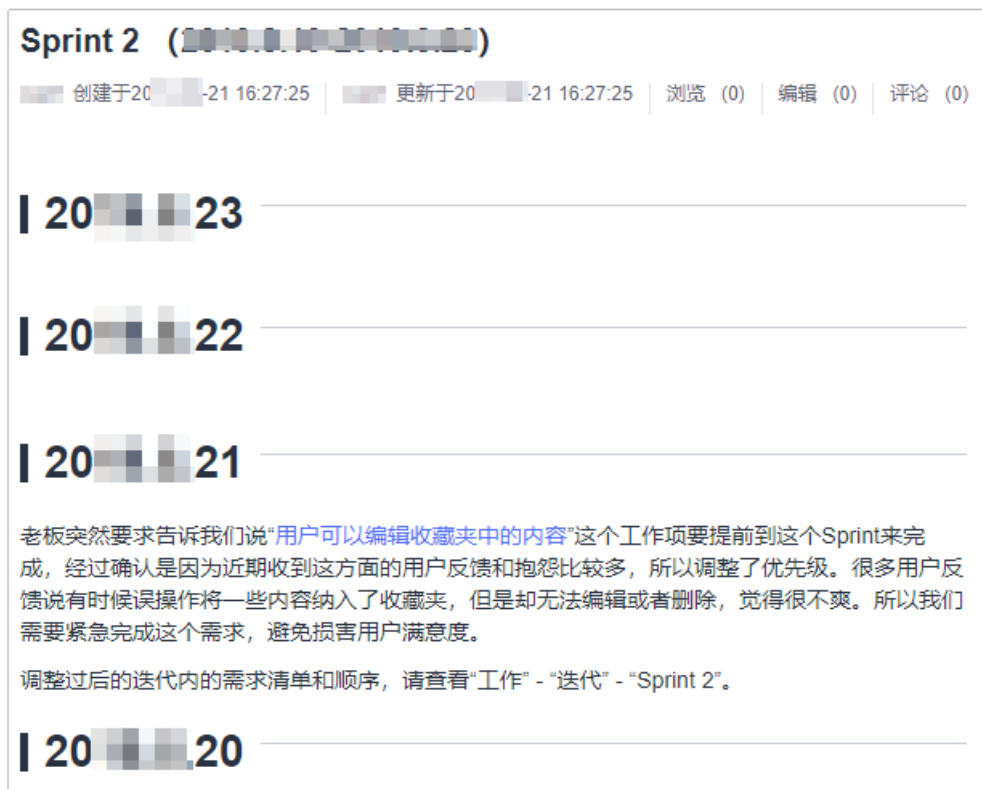 Sprint 2 （
）
创建于20 -21 16:27:25 更新于20 -21 16:27:25 浏览 (0) 编辑 (0) 评论 (0)
20 23
20 22
20 21
老板突然要求告诉我们说“用户可以编辑收藏夹中的内容”这个工作项要提前到这个Sprint来完
成，经过确认是因为近期收到这方面的用户反馈和抱怨比较多，所以调整了优先级。很多用户反
馈说有时候误操作将一些内容纳入了收藏夹，但是却无法编辑或者删除，觉得很不爽。所以我们
需要紧急完成这个需求，避免损害用户满意度。
调整过后的迭代内的需求清单和顺序，请查看“工作” - “迭代” - “Sprint 2”。
20 .20